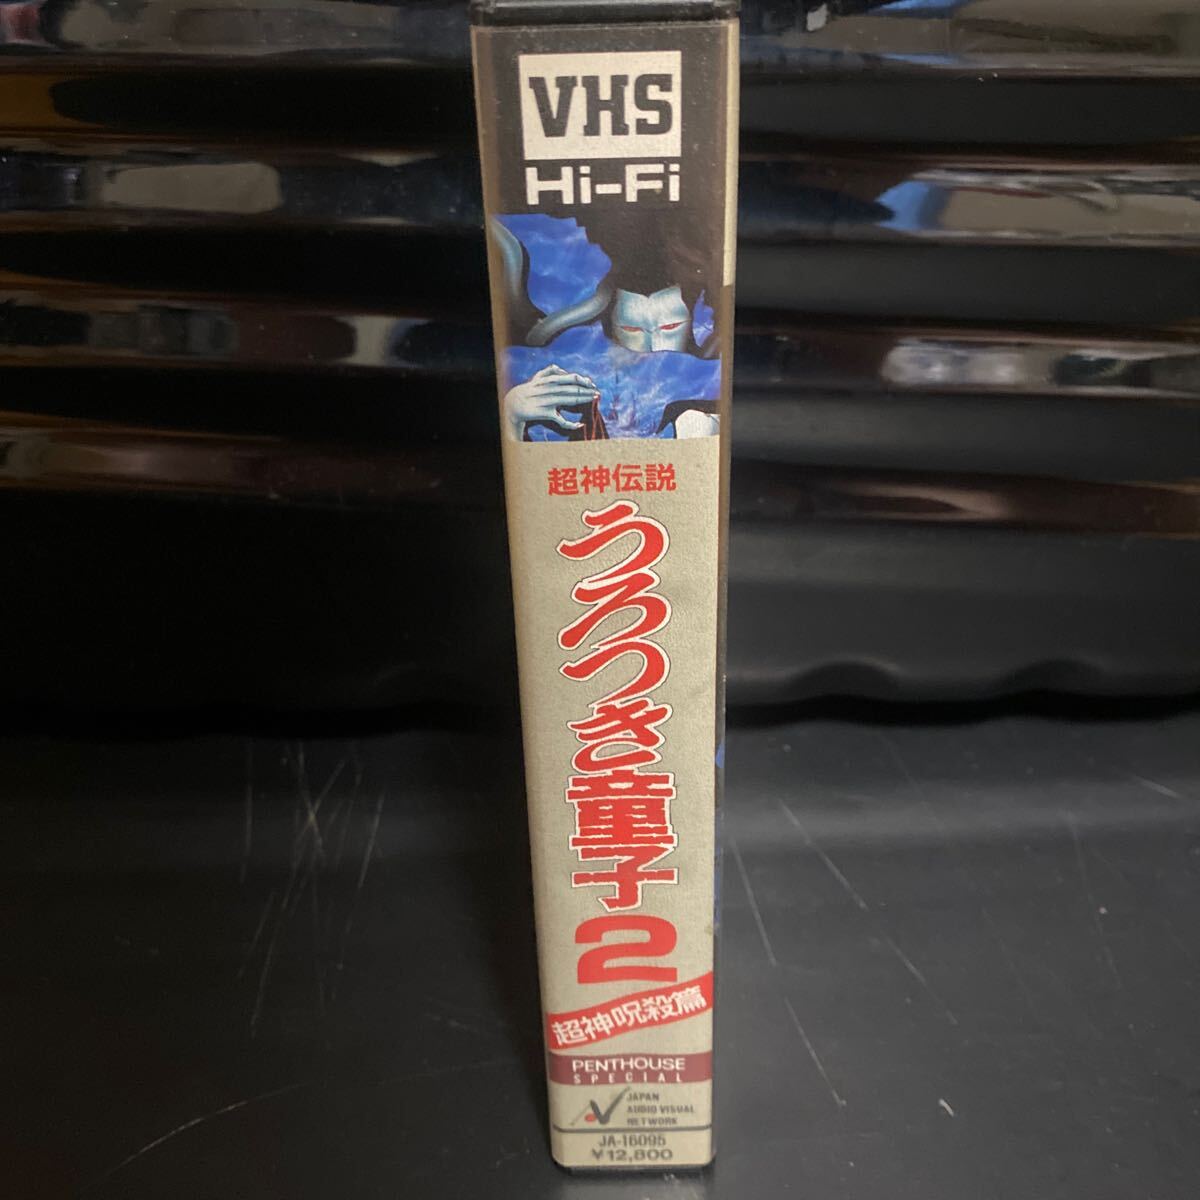 VHS
Hi-Fi
超神伝説
うろつき童子
2
超神呪殺篇
PENTHOUSE
SPECIAL
JAPAN
AUDIO VISUAL
NETWORK
JA-16095
¥12,800